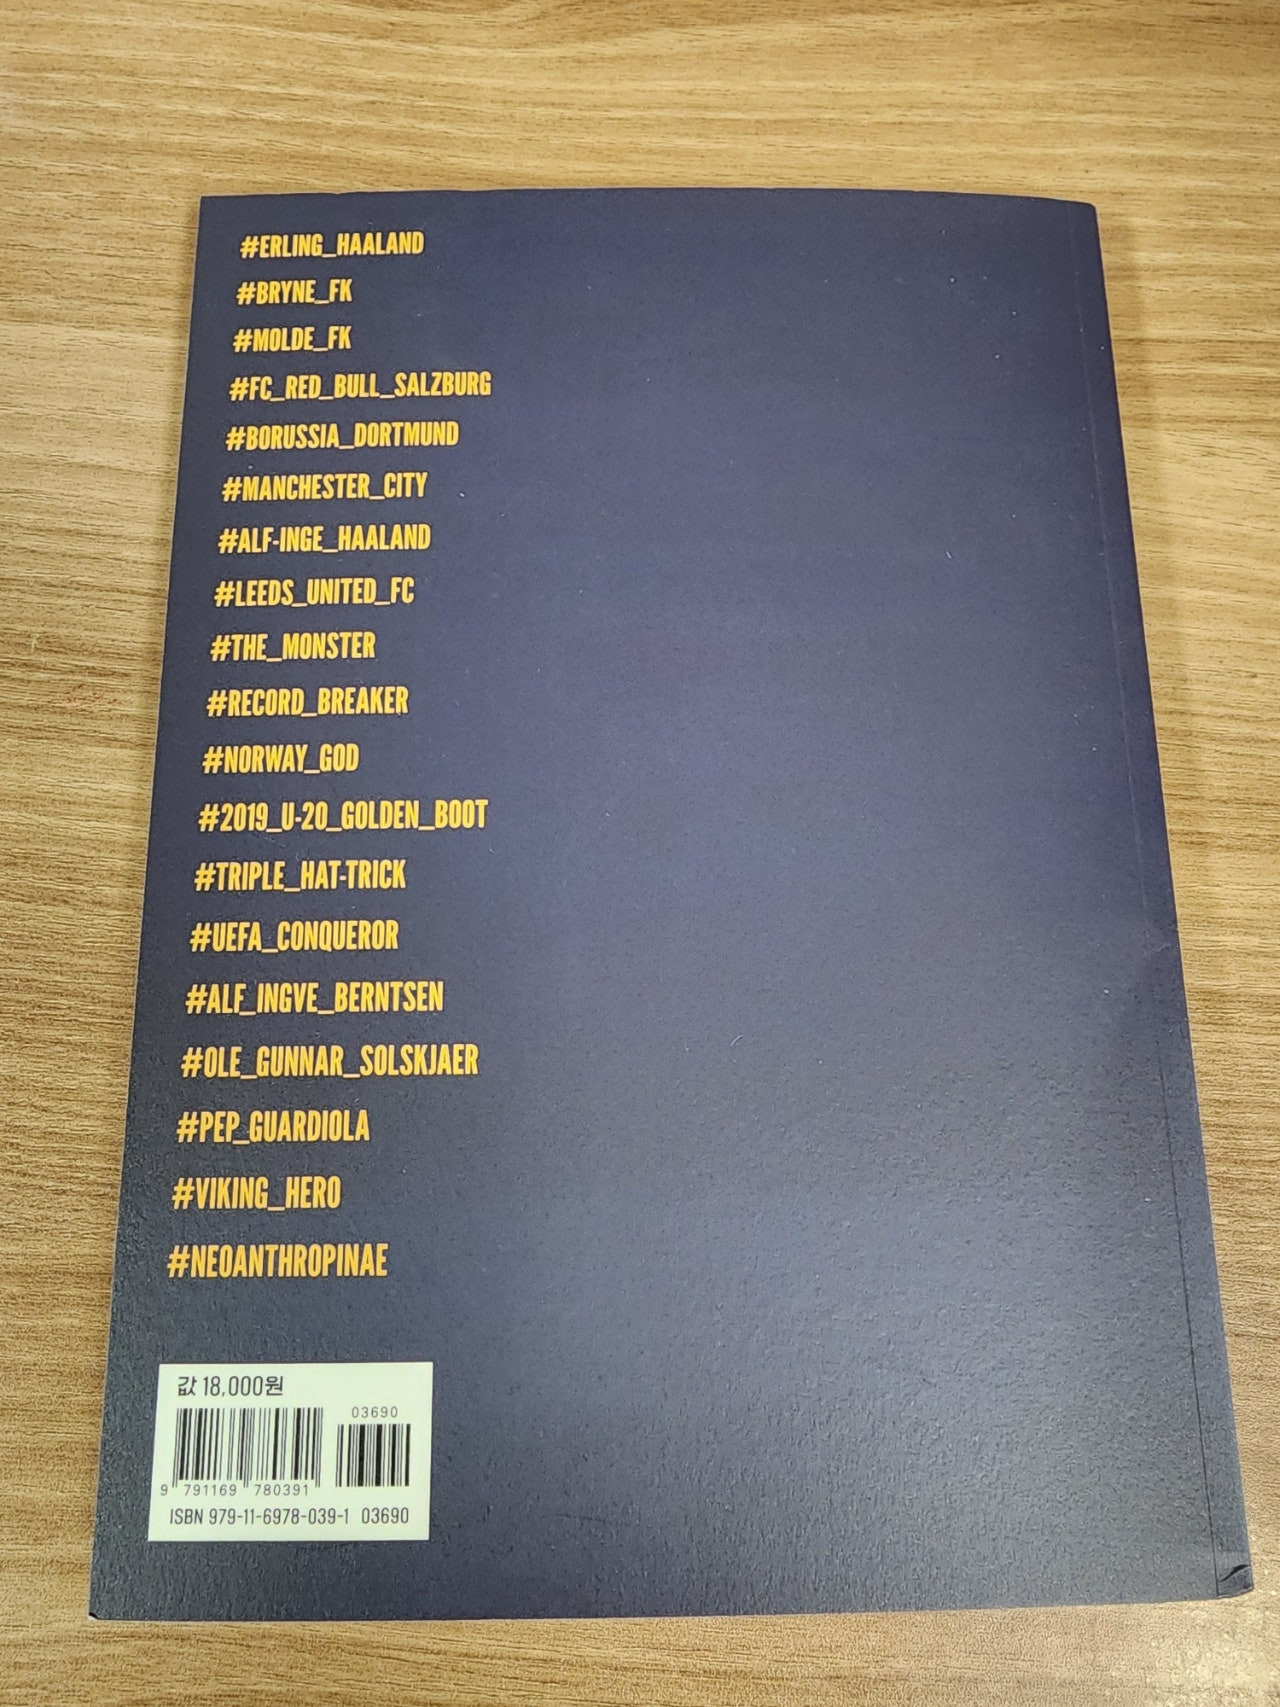 #ERLING_HAALAND
#BRYNE_FK
#MOLDE_FK
#FC_RED_BULL_SALZBURG
#BORUSSIA_DORTMUND
#MANCHESTER_CITY
#ALF-INGE_HAALAND
#LEEDS_UNITED_FC
#THE_MONSTER
#RECORD_BREAKER
#NORWAY_GOD
#2019_U-20_GOLDEN_BOOT
#TRIPLE_HAT-TRICK
#UEFA_CONQUEROR
#ALF_INGVE_BERNTSEN
#OLE_GUNNAR_SOLSKJAER
#PEP_GUARDIOLA
#VIKING_HERO
#NEOANTHROPINAE
값 18,000원
03690
9 791169 780391
ISBN 979-11-6978-039-1 03690